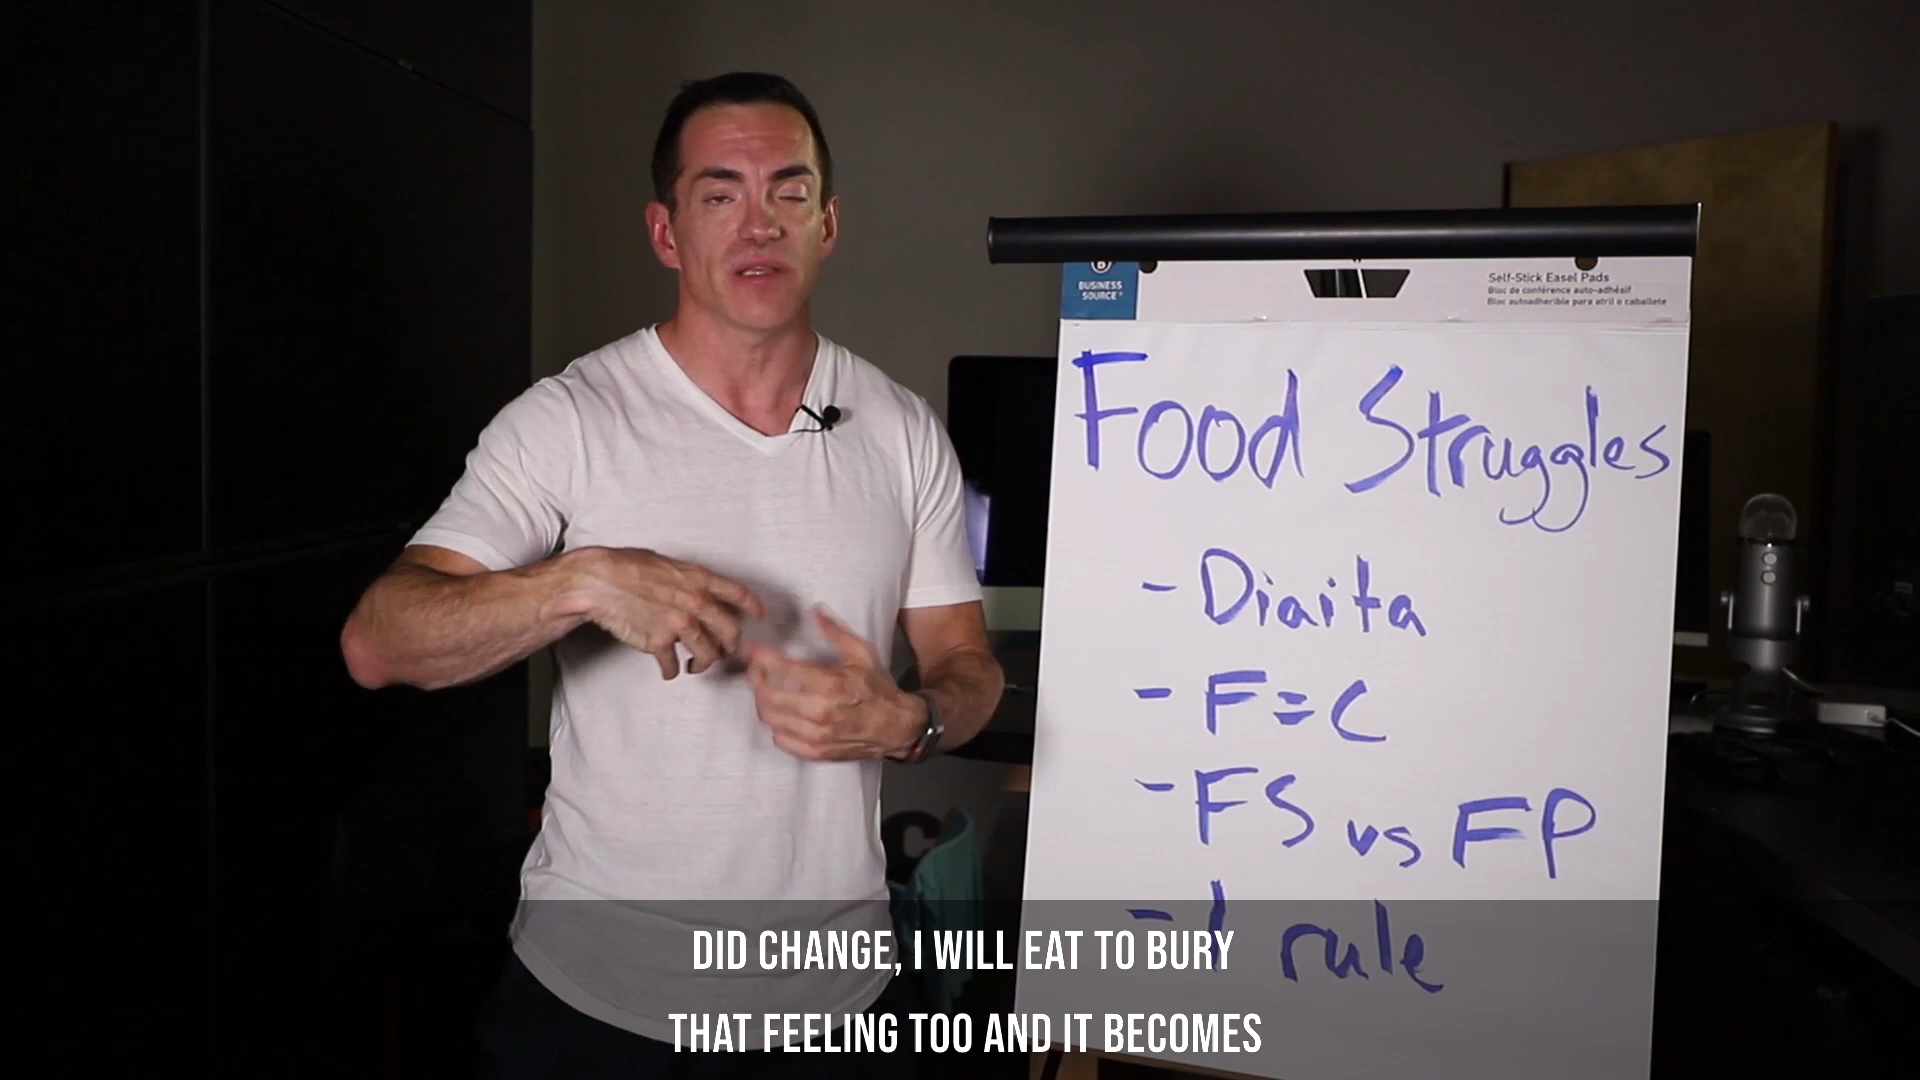 BUSINESS
SOURCE
Self-Stick Easel Pads
Bloc de conférence auto-adhésif
Bloc autoadherible para atril o caballete
Food Struggles
- Diaita
- F=C
- FS vs FP
- 1 rule
DID CHANGE, I WILL EAT TO BURY
THAT FEELING TOO AND IT BECOMES